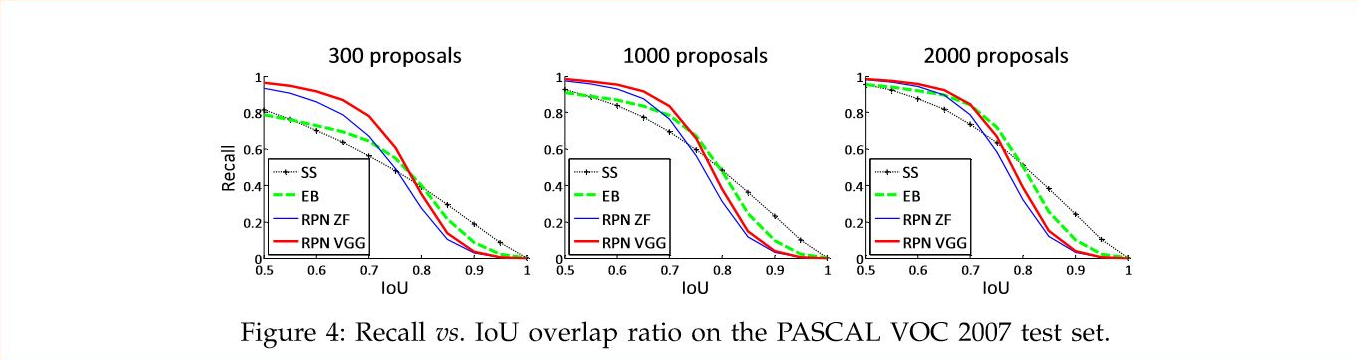 300 proposals
1
0.8
0.6
0.4
0.2
0
Recall
SS
EB
RPN ZF
RPN VGG
0.5 0.6 0.7 0.8 0.9 1
IoU
1000 proposals
1
0.8
0.6
0.4
0.2
0
SS
EB
RPN ZF
RPN VGG
0.5 0.6 0.7 0.8 0.9 1
IoU
2000 proposals
1
0.8
0.6
0.4
0.2
0
SS
EB
RPN ZF
RPN VGG
0.5 0.6 0.7 0.8 0.9 1
IoU
Figure 4: Recall vs. IoU overlap ratio on the PASCAL VOC 2007 test set.